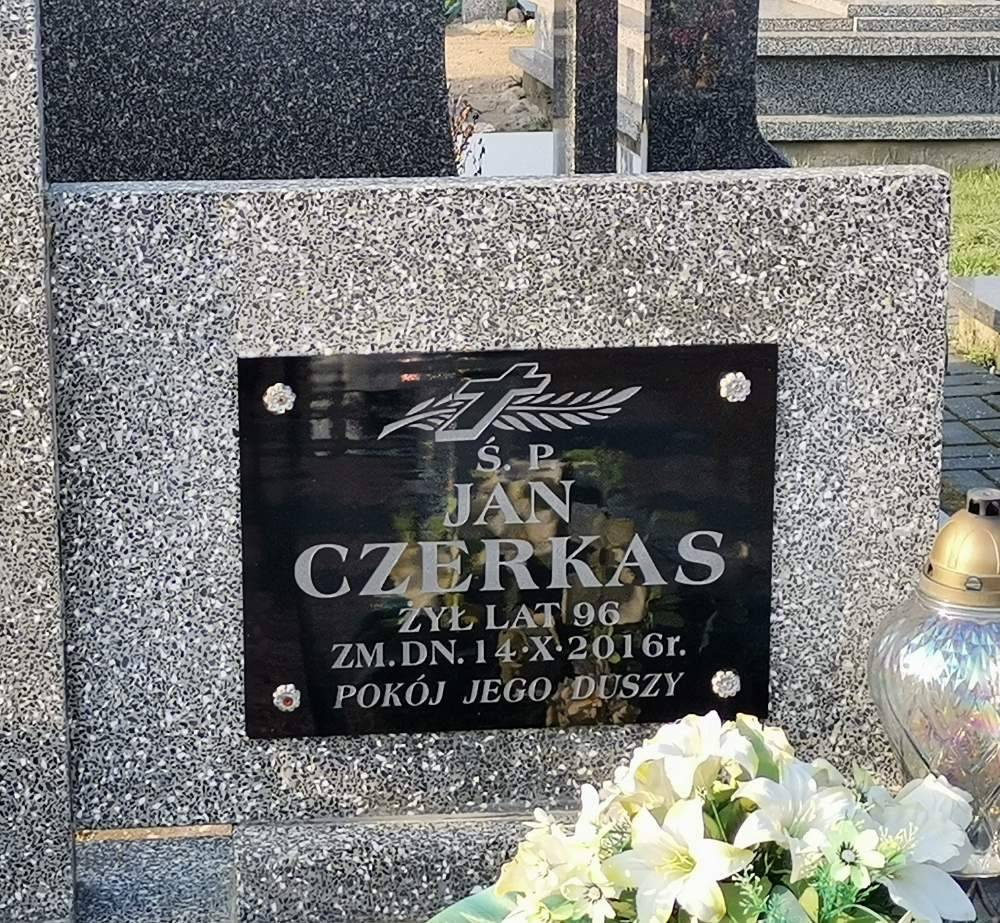 Ś. P
JAN
CZERKAS
ŻYŁ LAT 96
ZM. DN. 14·X·2016r.
POKÓJ JEGO DUSZY